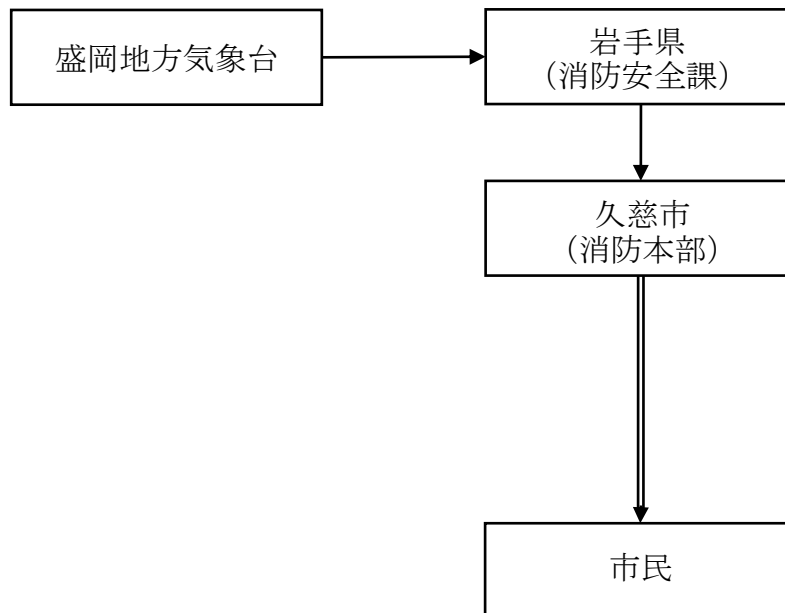 盛岡地方気象台
岩手県
（消防安全課）
久慈市
（消防本部）
市民